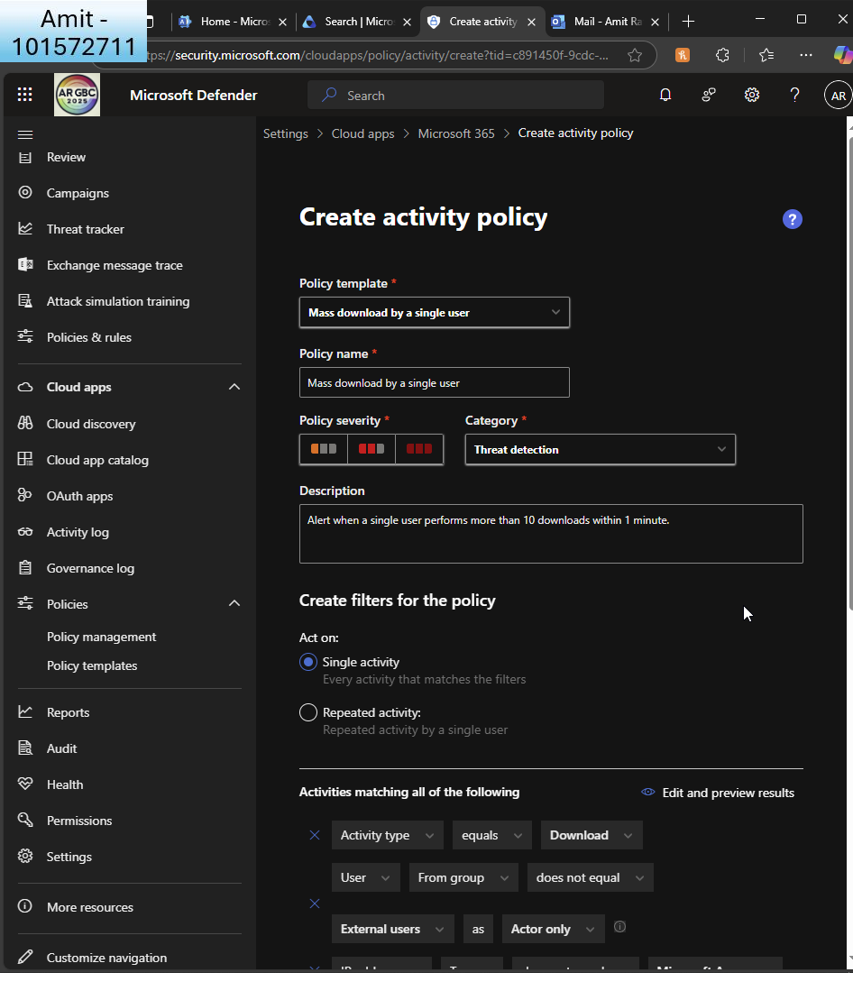 Amit -
101572711
Home - Micros
Search | Micro
Create activity
Mail - Amit Ra
tps://security.microsoft.com/cloudapps/policy/activity/create?tid=c891450f-9cdc-...
AR GBC
2025
Microsoft Defender
Search
AR
Settings > Cloud apps > Microsoft 365 > Create activity policy
Review
Campaigns
Threat tracker
Exchange message trace
Attack simulation training
Policies & rules
Cloud apps
Cloud discovery
Cloud app catalog
OAuth apps
Activity log
Governance log
Policies
Policy management
Policy templates
Reports
Audit
Health
Permissions
Settings
More resources
Customize navigation
Create activity policy
?
Policy template *
Mass download by a single user
Policy name *
Mass download by a single user
Policy severity *
Category *
Threat detection
Description
Alert when a single user performs more than 10 downloads within 1 minute.
Create filters for the policy
Act on:
Single activity
Every activity that matches the filters
Repeated activity:
Repeated activity by a single user
Activities matching all of the following
Edit and preview results
Activity type equals Download
User From group does not equal
External users as Actor only